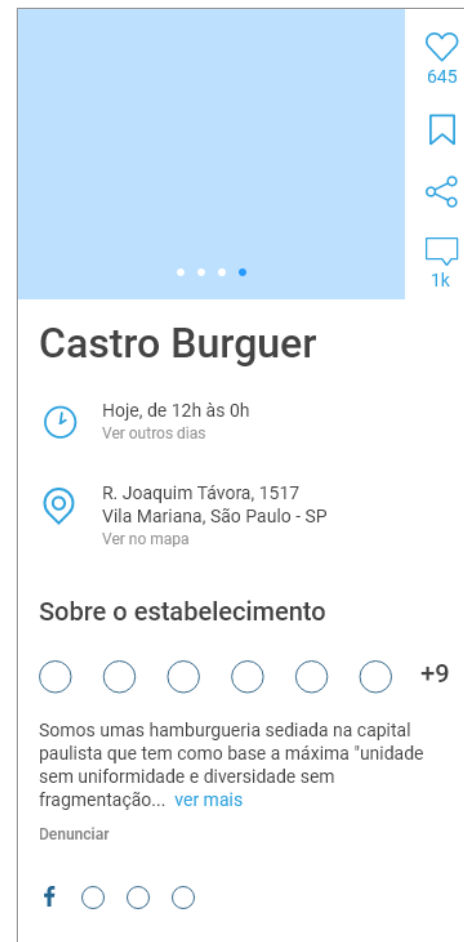 645
1k
Castro Burguer
Hoje, de 12h às 0h
Ver outros dias
R. Joaquim Távora, 1517
Vila Mariana, São Paulo - SP
Ver no mapa
Sobre o estabelecimento
+9
Somos umas hamburgueria sediada na capital
paulista que tem como base a máxima "unidade
sem uniformidade e diversidade sem
fragmentação... ver mais
Denunciar
f